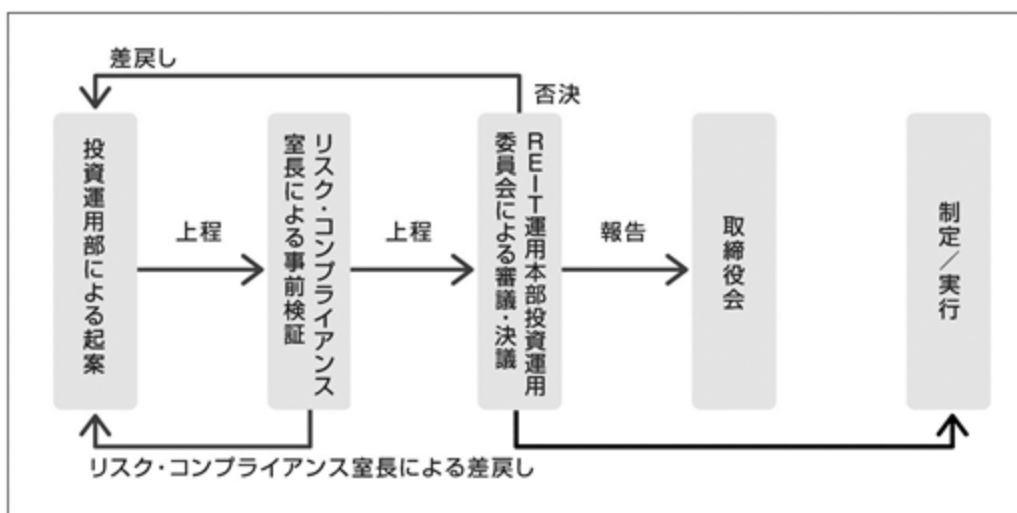 差戻し
否決
投資運用部による起案
上程
リスク・コンプライアンス
室長による事前検証
上程
REIT運用本部投資運用
委員会による審議・決議
報告
取締役会
制定／実行
リスク・コンプライアンス室長による差戻し